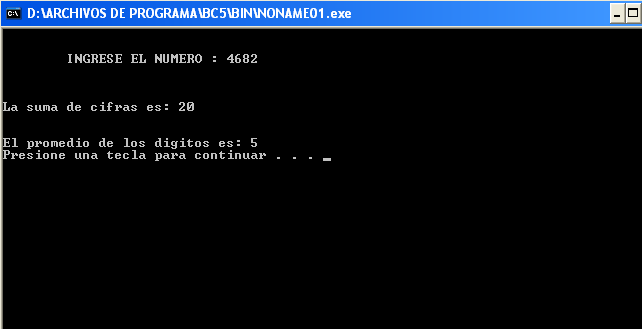 D:\ARCHIVOS DE PROGRAMA\BC5\BIN\NONAME01.exe
INGRESE EL NUMERO : 4682
La suma de cifras es: 20
El promedio de los digitos es: 5
Presione una tecla para continuar . . . _